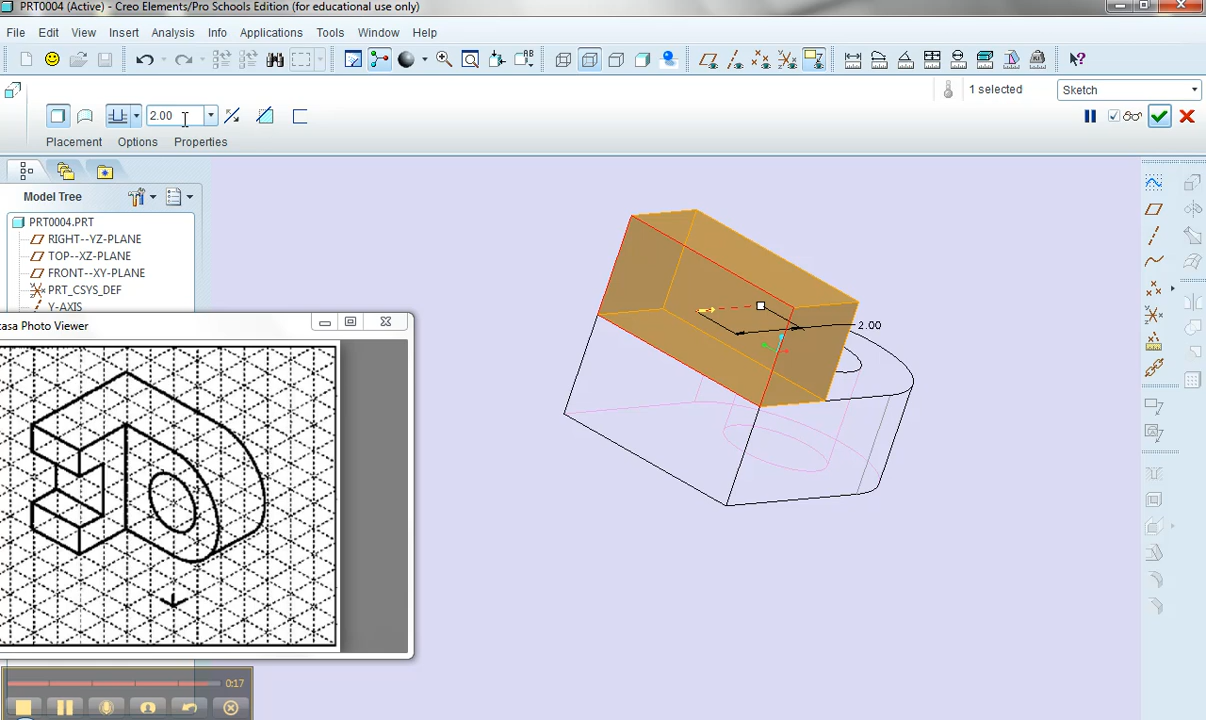 PRT0004 (Active) - Creo Elements/Pro Schools Edition (for educational use only)
File Edit View Insert Analysis Info Applications Tools Window Help
1 selected
Sketch
2.00
Placement Options Properties
Model Tree
PRT0004.PRT
RIGHT--YZ-PLANE
TOP--XZ-PLANE
FRONT--XY-PLANE
PRT_CSYS_DEF
Y-AXIS
casa Photo Viewer
2.00
0:17